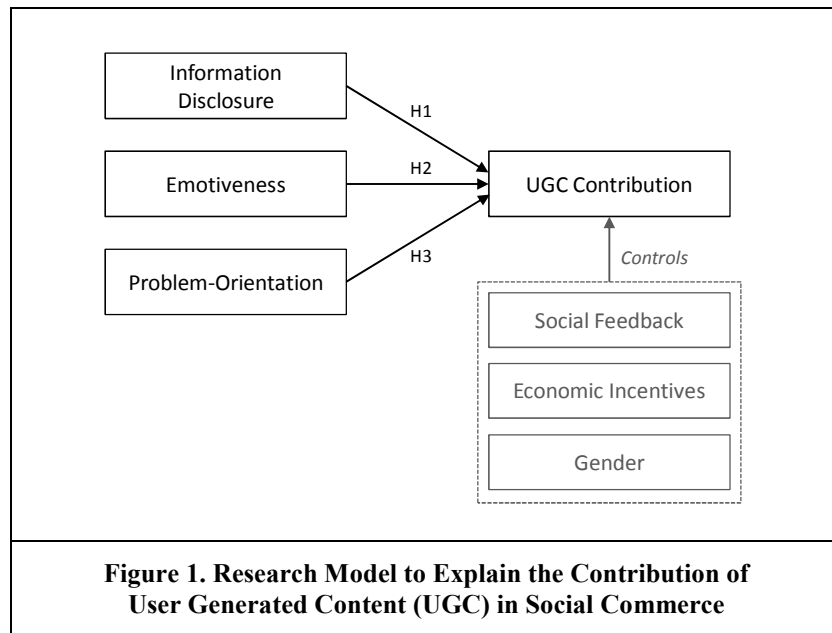 Information
Disclosure
H1
Emotiveness
H2
UGC Contribution
Problem-Orientation
H3
Controls
Social Feedback
Economic Incentives
Gender
Figure 1. Research Model to Explain the Contribution of
User Generated Content (UGC) in Social Commerce